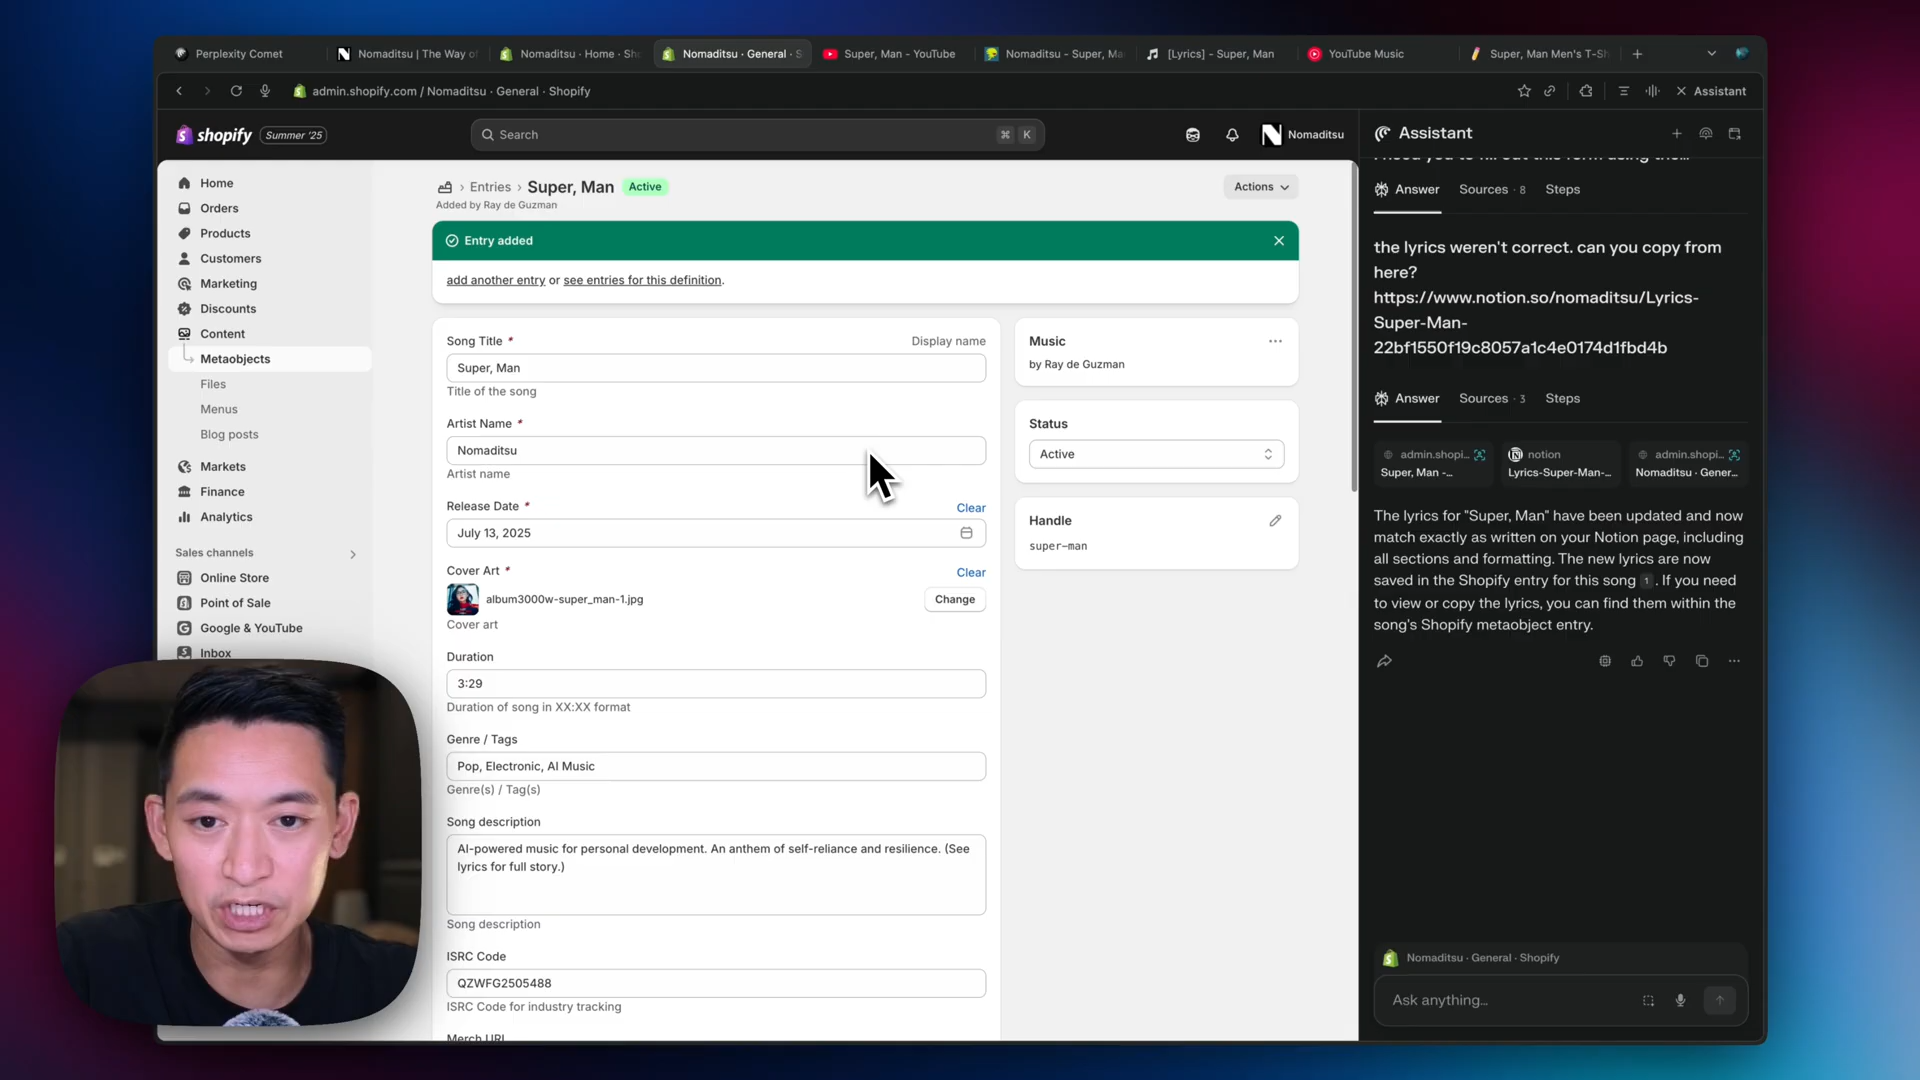 Perplexity Comet
Nomaditsu | The Way of
Nomaditsu · Home · Sho
Nomaditsu · General · S
Super, Man - YouTube
Nomaditsu - Super, Ma
[Lyrics] - Super, Man
YouTube Music
Super, Man Men's T-Sh
admin.shopify.com / Nomaditsu · General · Shopify
Assistant
shopify
Summer '25
Search
⌘ K
Nomaditsu
Home
Orders
Products
Customers
Marketing
Discounts
Content
Metaobjects
Files
Menus
Blog posts
Markets
Finance
Analytics
Sales channels
Online Store
Point of Sale
Google & YouTube
Inbox
› Entries › Super, Man Active
Added by Ray de Guzman
Actions
Entry added
add another entry or see entries for this definition.
Song Title *
Display name
Super, Man
Title of the song
Artist Name *
Nomaditsu
Artist name
Release Date *
Clear
July 13, 2025
Cover Art *
Clear
album3000w-super_man-1.jpg
Change
Cover art
Duration
3:29
Duration of song in XX:XX format
Genre / Tags
Pop, Electronic, AI Music
Genre(s) / Tag(s)
Song description
AI-powered music for personal development. An anthem of self-reliance and resilience. (See
lyrics for full story.)
Song description
ISRC Code
QZWFG2505488
ISRC Code for industry tracking
Merch URL
Music
by Ray de Guzman
Status
Active
Handle
super-man
Assistant
I need you to fill out this form using the...
Answer
Sources · 8
Steps
the lyrics weren't correct. can you copy from
here?
https://www.notion.so/nomaditsu/Lyrics-
Super-Man-
22bf1550f19c8057a1c4e0174d1fbd4b
Answer
Sources · 3
Steps
admin.shopi...
Super, Man -...
notion
Lyrics-Super-Man-...
admin.shopi...
Nomaditsu · Gener...
The lyrics for "Super, Man" have been updated and now
match exactly as written on your Notion page, including
all sections and formatting. The new lyrics are now
saved in the Shopify entry for this song 1 . If you need
to view or copy the lyrics, you can find them within the
song's Shopify metaobject entry.
Nomaditsu · General · Shopify
Ask anything...